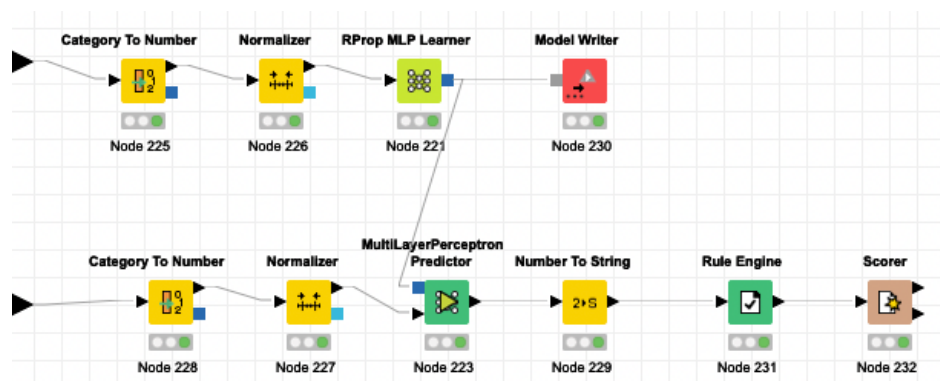 Category To Number
Normalizer
RProp MLP Learner
Model Writer
Node 225
Node 226
Node 221
Node 230
MultiLayerPerceptron
Category To Number
Normalizer
Predictor
Number To String
Rule Engine
Scorer
2▸S
Node 228
Node 227
Node 223
Node 229
Node 231
Node 232